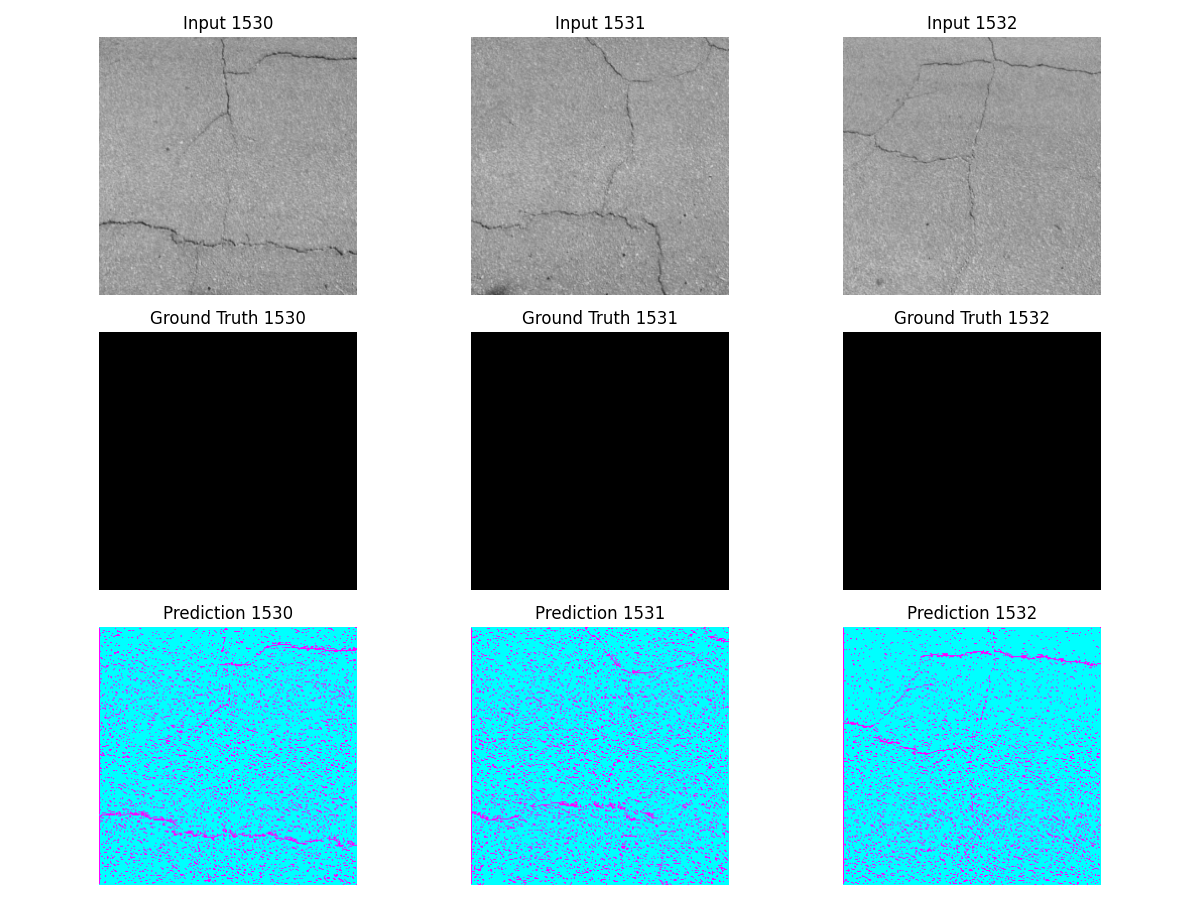 Input 1530
Input 1531
Input 1532
Ground Truth 1530
Ground Truth 1531
Ground Truth 1532
Prediction 1530
Prediction 1531
Prediction 1532